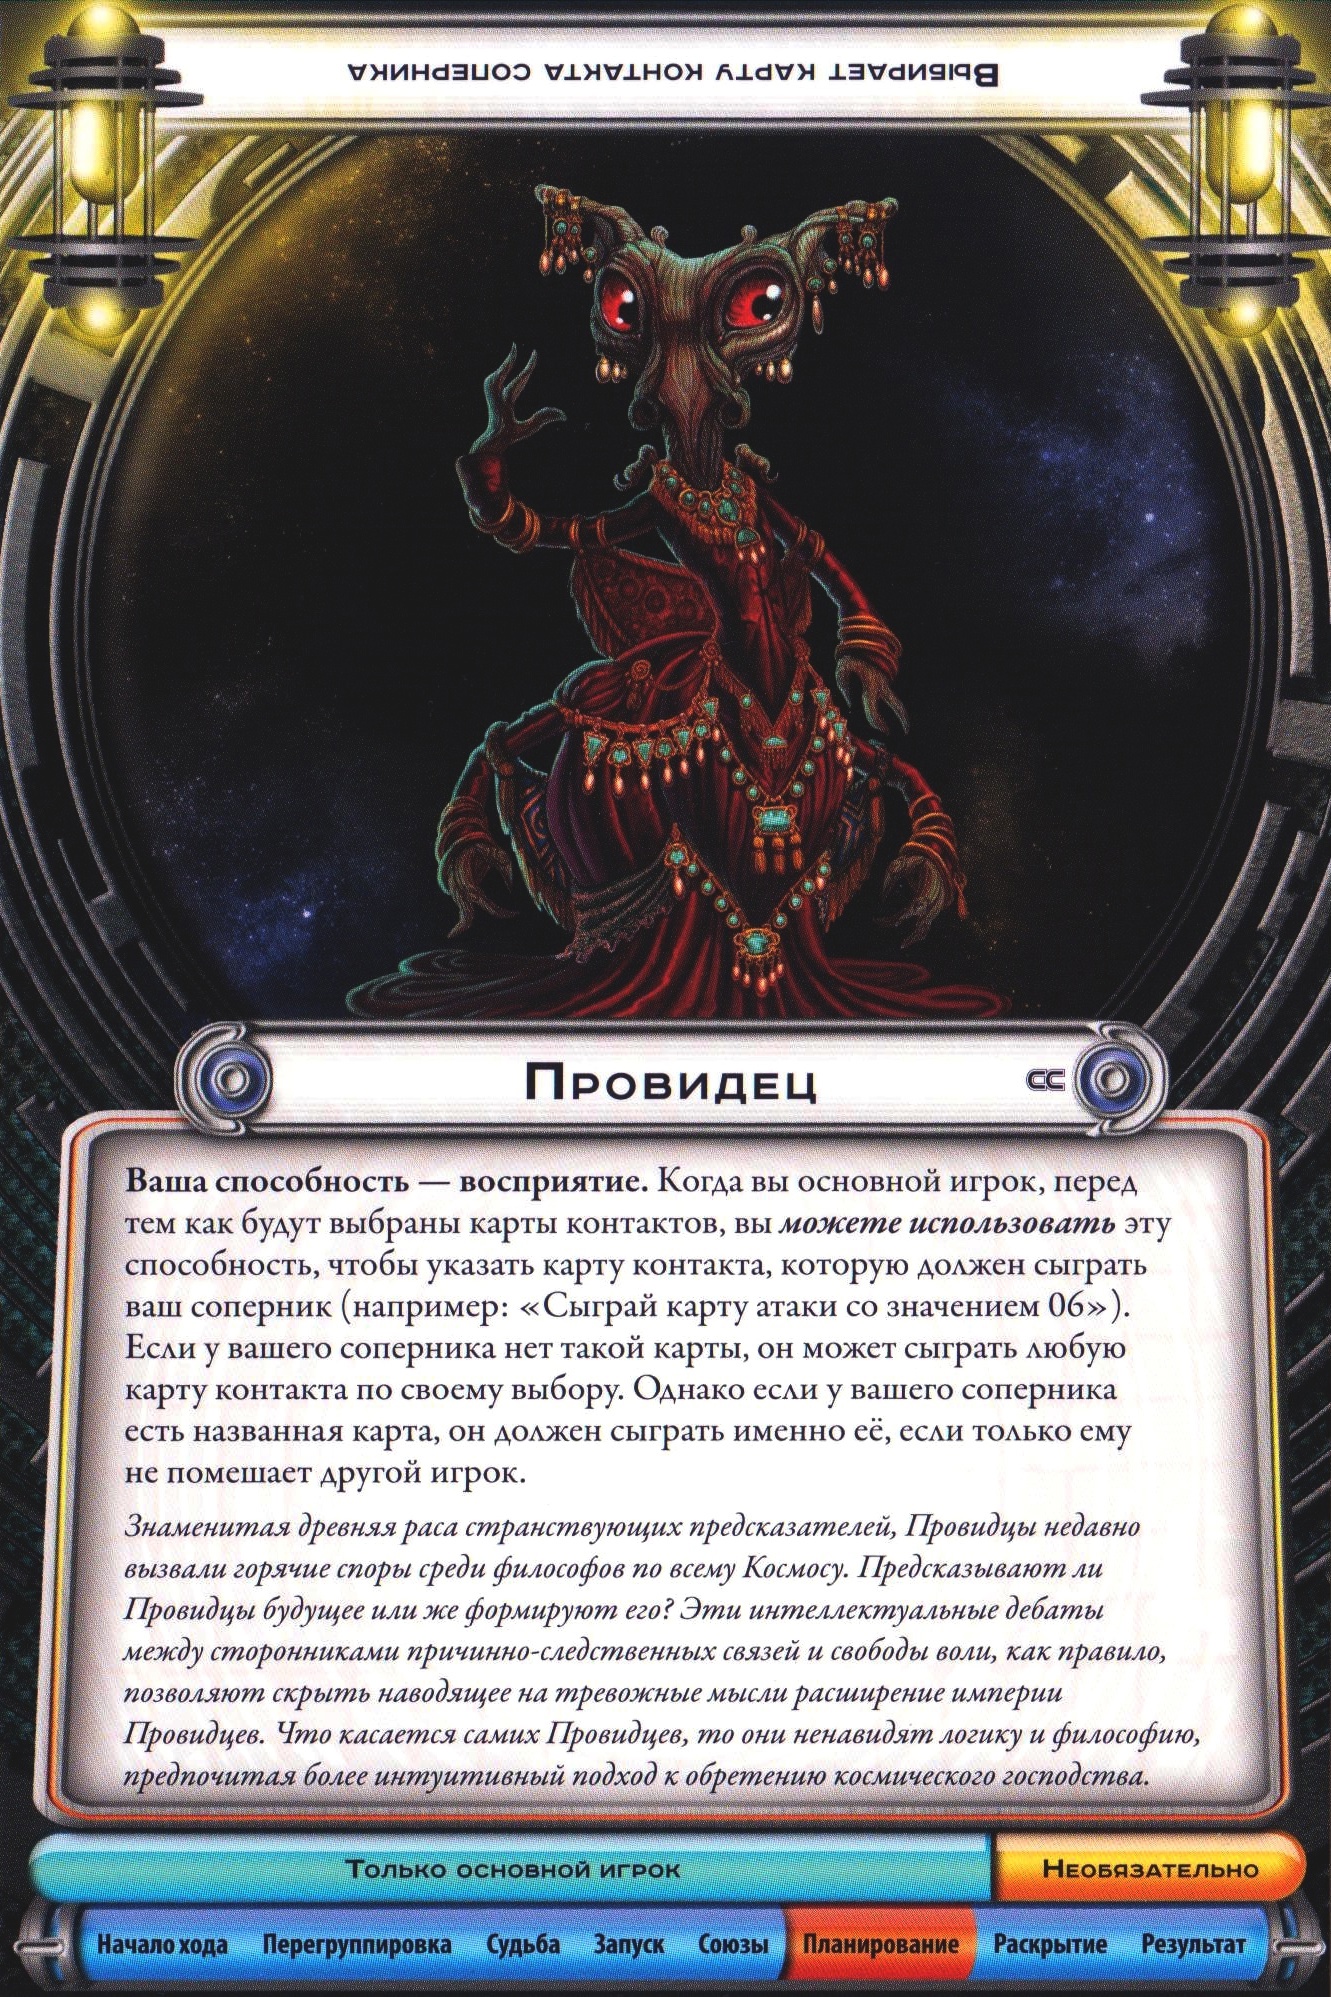 Выбирает карту контакта соперника
Провидец
CC
Ваша способность — восприятие. Когда вы основной игрок, перед
тем как будут выбраны карты контактов, вы можете использовать эту
способность, чтобы указать карту контакта, которую должен сыграть
ваш соперник (например: «Сыграй карту атаки со значением 06»).
Если у вашего соперника нет такой карты, он может сыграть любую
карту контакта по своему выбору. Однако если у вашего соперника
есть названная карта, он должен сыграть именно её, если только ему
не помешает другой игрок.
Знаменитая древняя раса странствующих предсказателей, Провидцы недавно
вызвали горячие споры среди философов по всему Космосу. Предсказывают ли
Провидцы будущее или же формируют его? Эти интеллектуальные дебаты
между сторонниками причинно-следственных связей и свободы воли, как правило,
позволяют скрыть наводящее на тревожные мысли расширение империи
Провидцев. Что касается самих Провидцев, то они ненавидят логику и философию,
предпочитая более интуитивный подход к обретению космического господства.
Только основной игрок Необязательно
Начало хода Перегруппировка Судьба Запуск Союзы Планирование Раскрытие Результат